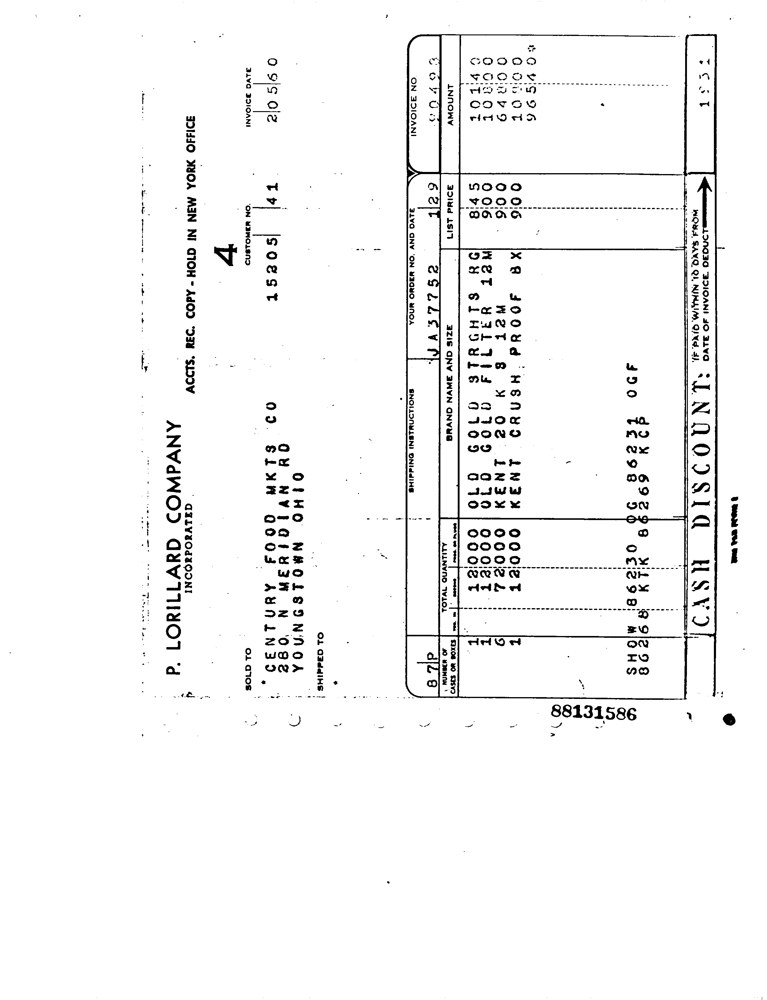 P. LORILLARD COMPANY
INCORPORATED
ACCTS. REC. COPY - HOLD IN NEW YORK OFFICE
4
SOLD TO
CUSTOMER NO.
INVOICE DATE
15205 41
20560
CENTURY FOOD MKTS CO
280 N MERIDIAN RD
YOUNGSTOWN OHIO
SHIPPED TO
SHIPPING INSTRUCTIONS
YOUR ORDER NO. AND DATE
INVOICE NO
87 P
JA37752 129
NUMBER OF CASES OR BOXES
TOTAL QUANTITY
BRAND NAME AND SIZE
LIST PRICE
AMOUNT
1 12000 OLD GOLD STRGHTS RG 845 10140
1 12000 OLD GOLD FILTER 12M 900 10800
6 72000 KENT 20 K S 12M 900 64800
1 12000 KENT CRUSH PROOF BX 900 10800
96540
SHOW 86230 OG 86231 OGF
86268 KTK 86269 KCP
CASH DISCOUNT: IF PAID WITHIN 10 DAYS FROM DATE OF INVOICE, DEDUCT
1931
88131586